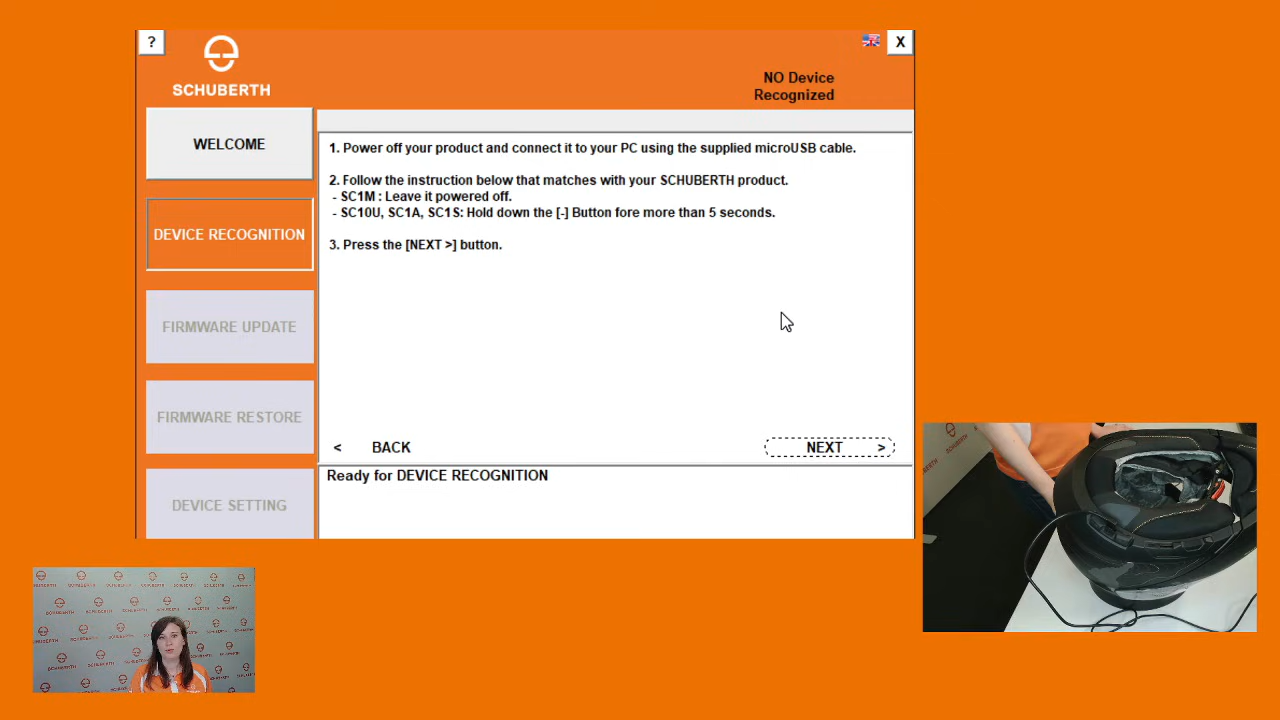 ?
X
SCHUBERTH
NO Device
Recognized
WELCOME
DEVICE RECOGNITION
FIRMWARE UPDATE
FIRMWARE RESTORE
DEVICE SETTING
1. Power off your product and connect it to your PC using the supplied microUSB cable.
2. Follow the instruction below that matches with your SCHUBERTH product.
- SC1M : Leave it powered off.
- SC10U, SC1A, SC1S: Hold down the [-] Button fore more than 5 seconds.
3. Press the [NEXT >] button.
< BACK
NEXT >
Ready for DEVICE RECOGNITION